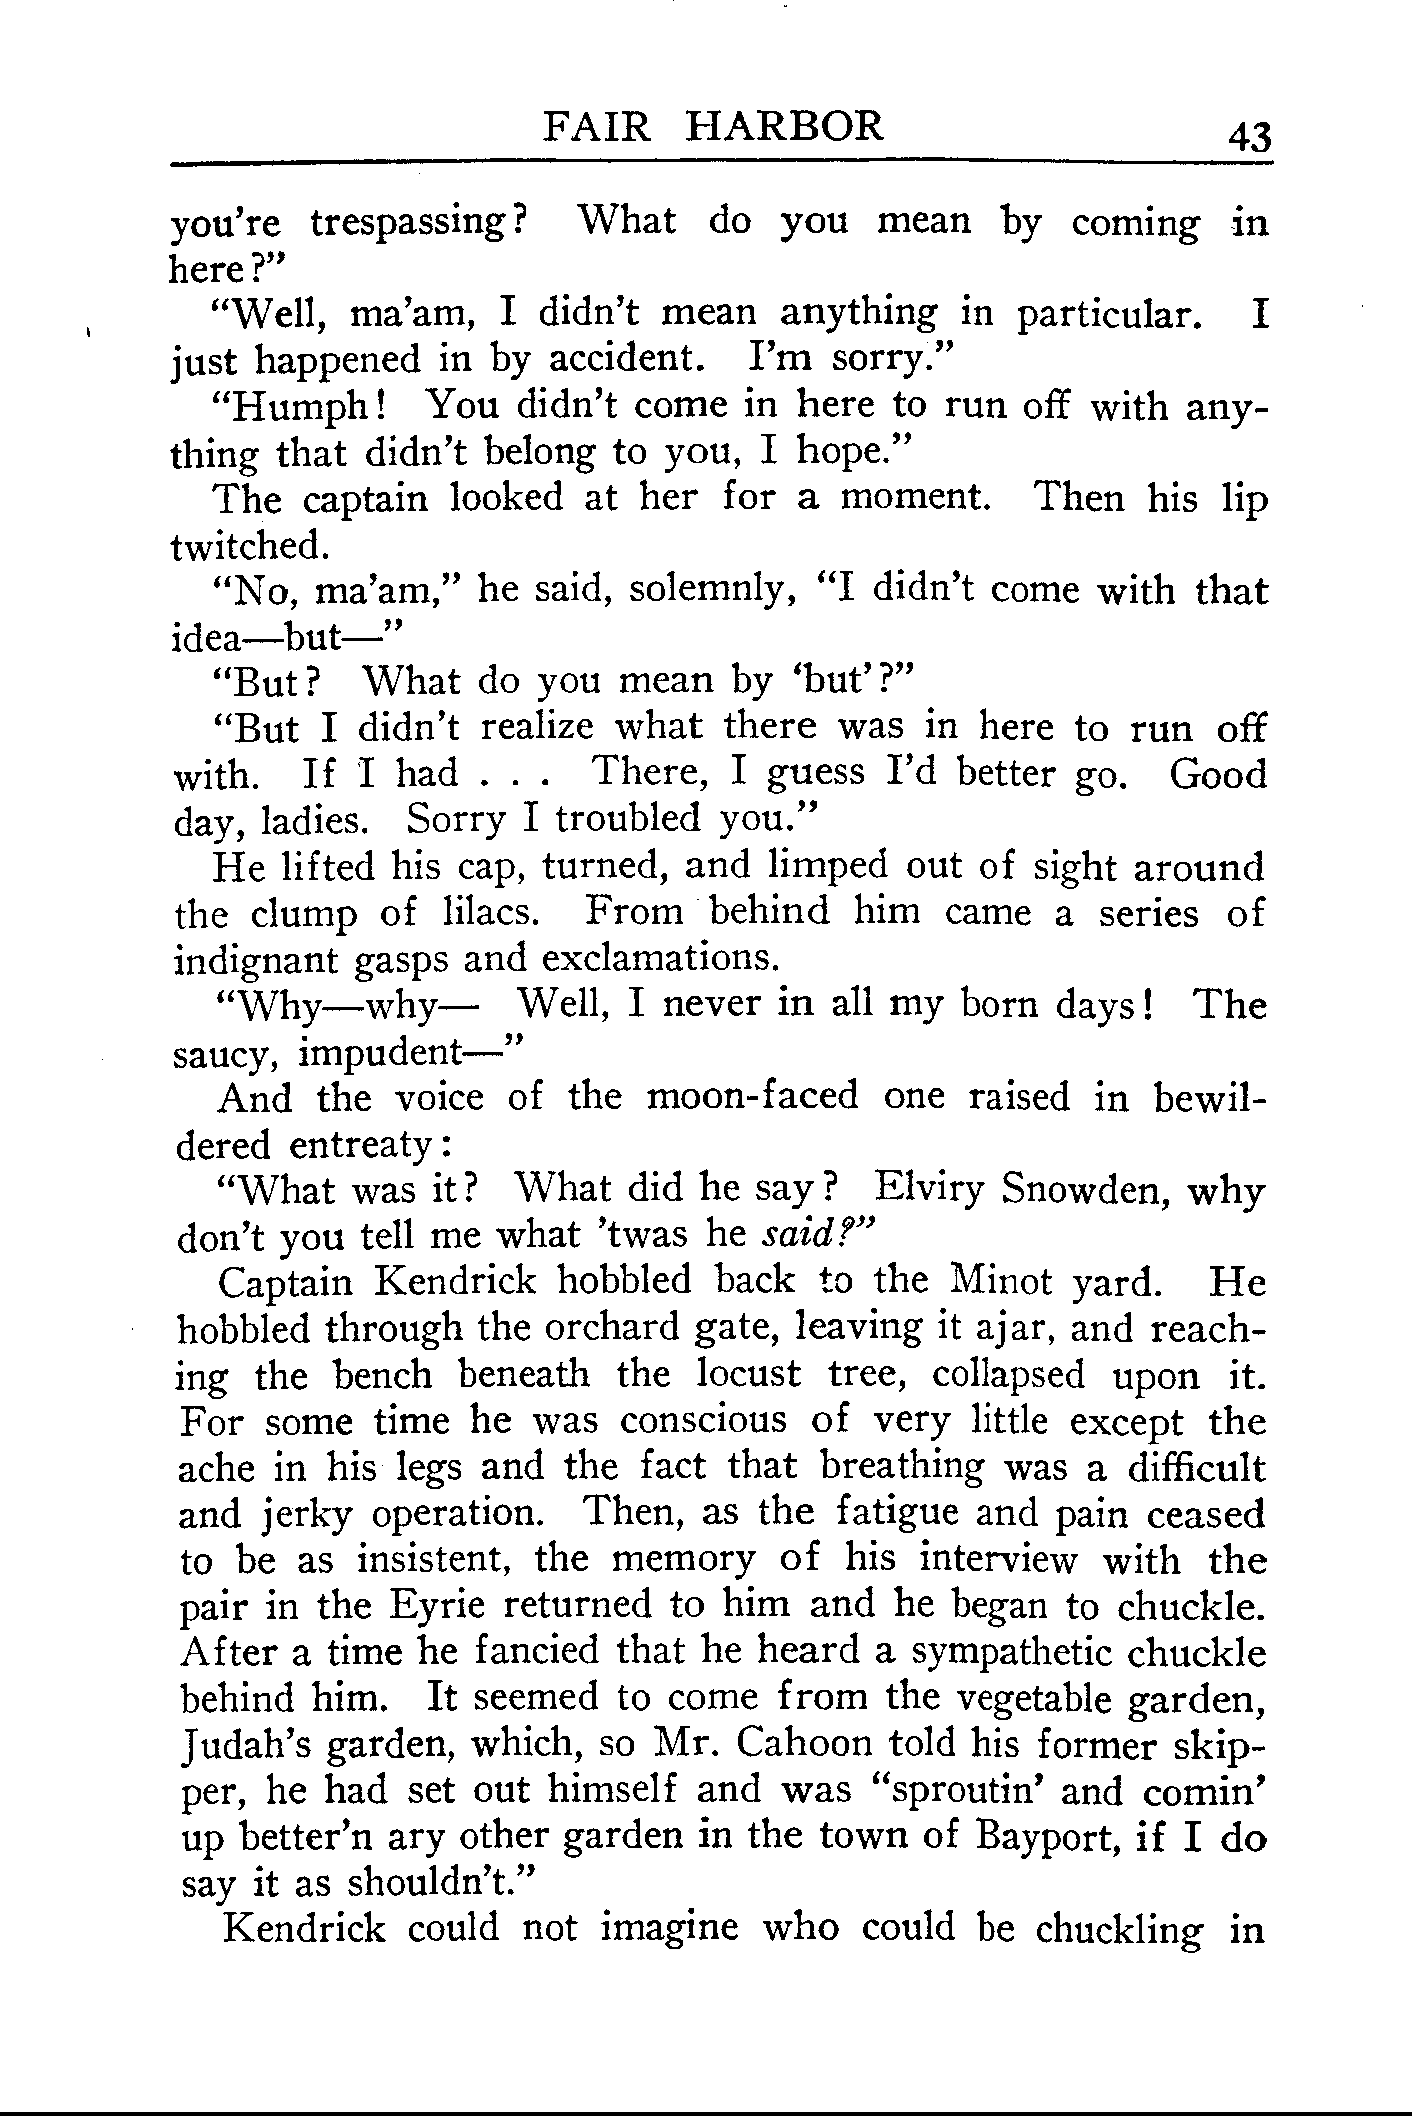 FAIR HARBOR 43
you're trespassing? What do you mean by coming in
here?"
"Well, ma'am, I didn't mean anything in particular. I
just happened in by accident. I'm sorry."
"Humph! You didn't come in here to run off with any-
thing that didn't belong to you, I hope."
The captain looked at her for a moment. Then his lip
twitched.
"No, ma'am," he said, solemnly, "I didn't come with that
idea—but—"
"But? What do you mean by 'but'?"
"But I didn't realize what there was in here to run off
with. If I had . . . There, I guess I'd better go. Good
day, ladies. Sorry I troubled you."
He lifted his cap, turned, and limped out of sight around
the clump of lilacs. From behind him came a series of
indignant gasps and exclamations.
"Why—why— Well, I never in all my born days! The
saucy, impudent—"
And the voice of the moon-faced one raised in bewil-
dered entreaty:
"What was it? What did he say? Elviry Snowden, why
don't you tell me what 'twas he said?"
Captain Kendrick hobbled back to the Minot yard. He
hobbled through the orchard gate, leaving it ajar, and reach-
ing the bench beneath the locust tree, collapsed upon it.
For some time he was conscious of very little except the
ache in his legs and the fact that breathing was a difficult
and jerky operation. Then, as the fatigue and pain ceased
to be as insistent, the memory of his interview with the
pair in the Eyrie returned to him and he began to chuckle.
After a time he fancied that he heard a sympathetic chuckle
behind him. It seemed to come from the vegetable garden,
Judah's garden, which, so Mr. Cahoon told his former skip-
per, he had set out himself and was "sproutin' and comin'
up better'n ary other garden in the town of Bayport, if I do
say it as shouldn't."
Kendrick could not imagine who could be chuckling in